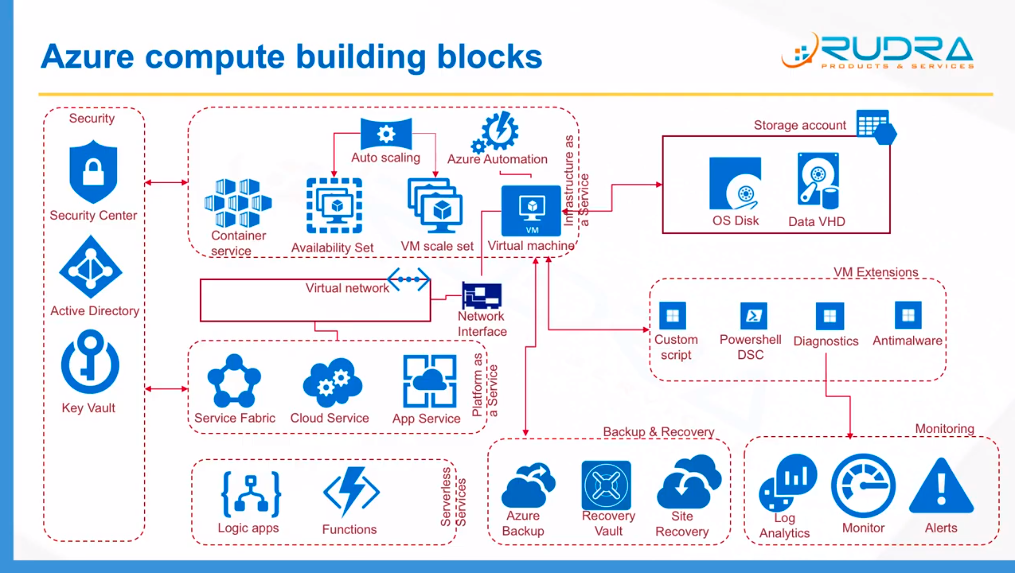 Azure compute building blocks
RUDRA
PRODUCTS & SERVICES
Security
Security Center
Active Directory
Key Vault
Auto scaling
Azure Automation
Container
service
Availability Set
VM scale set
VM
Virtual machine
Infrastructure as
a Service
Storage account
OS Disk
Data VHD
Virtual network
Network
Interface
VM Extensions
Custom
script
Powershell
DSC
Diagnostics
Antimalware
Service Fabric
Cloud Service
App Service
Platform as
a Service
Logic apps
Functions
Serverless
Services
Backup & Recovery
Azure
Backup
Recovery
Vault
Site
Recovery
Monitoring
Log
Analytics
Monitor
Alerts